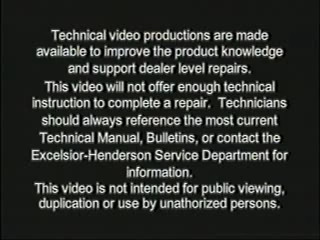 Technical video productions are made
available to improve the product knowledge
and support dealer level repairs.
This video will not offer enough technical
instruction to complete a repair. Technicians
should always reference the most current
Technical Manual, Bulletins, or contact the
Excelsior-Henderson Service Department for
information.
This video is not intended for public viewing,
duplication or use by unathorized persons.